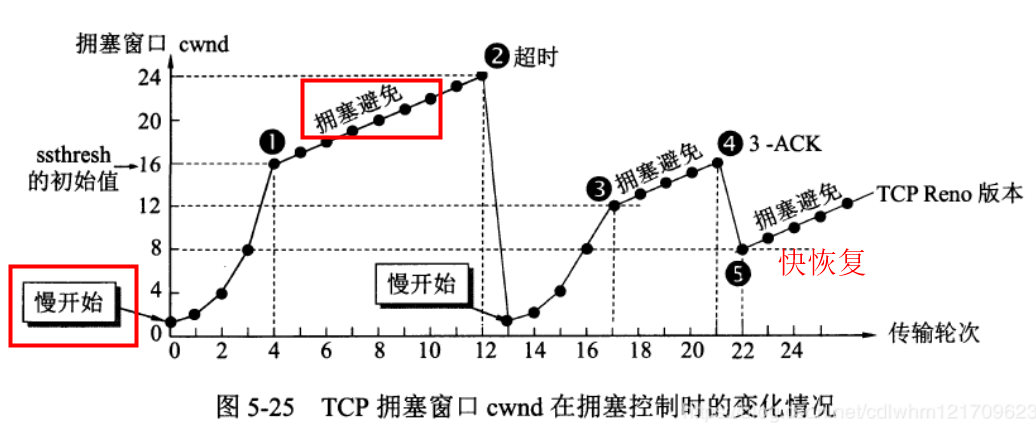 拥塞窗口 cwnd
❷超时
24
拥塞避免
20
❶
ssthresh
的初始值
16
❹ 3 -ACK
❸ 拥塞避免
12
拥塞避免
TCP Reno 版本
8
快恢复
❺
慢开始
4
慢开始
0
0 2 4 6 8 10 12 14 16 18 20 22 24
传输轮次
图 5-25 TCP 拥塞窗口 cwnd 在拥塞控制时的变化情况
net/cdlwhm121709623